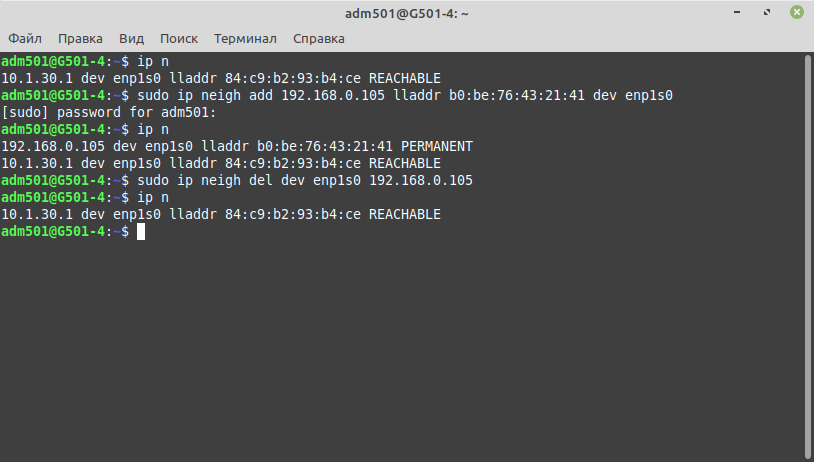 adm501@G501-4: ~
Файл Правка Вид Поиск Терминал Справка
adm501@G501-4:~$ ip n
10.1.30.1 dev enp1s0 lladdr 84:c9:b2:93:b4:ce REACHABLE
adm501@G501-4:~$ sudo ip neigh add 192.168.0.105 lladdr b0:be:76:43:21:41 dev enp1s0
[sudo] password for adm501:
adm501@G501-4:~$ ip n
192.168.0.105 dev enp1s0 lladdr b0:be:76:43:21:41 PERMANENT
10.1.30.1 dev enp1s0 lladdr 84:c9:b2:93:b4:ce REACHABLE
adm501@G501-4:~$ sudo ip neigh del dev enp1s0 192.168.0.105
adm501@G501-4:~$ ip n
10.1.30.1 dev enp1s0 lladdr 84:c9:b2:93:b4:ce REACHABLE
adm501@G501-4:~$